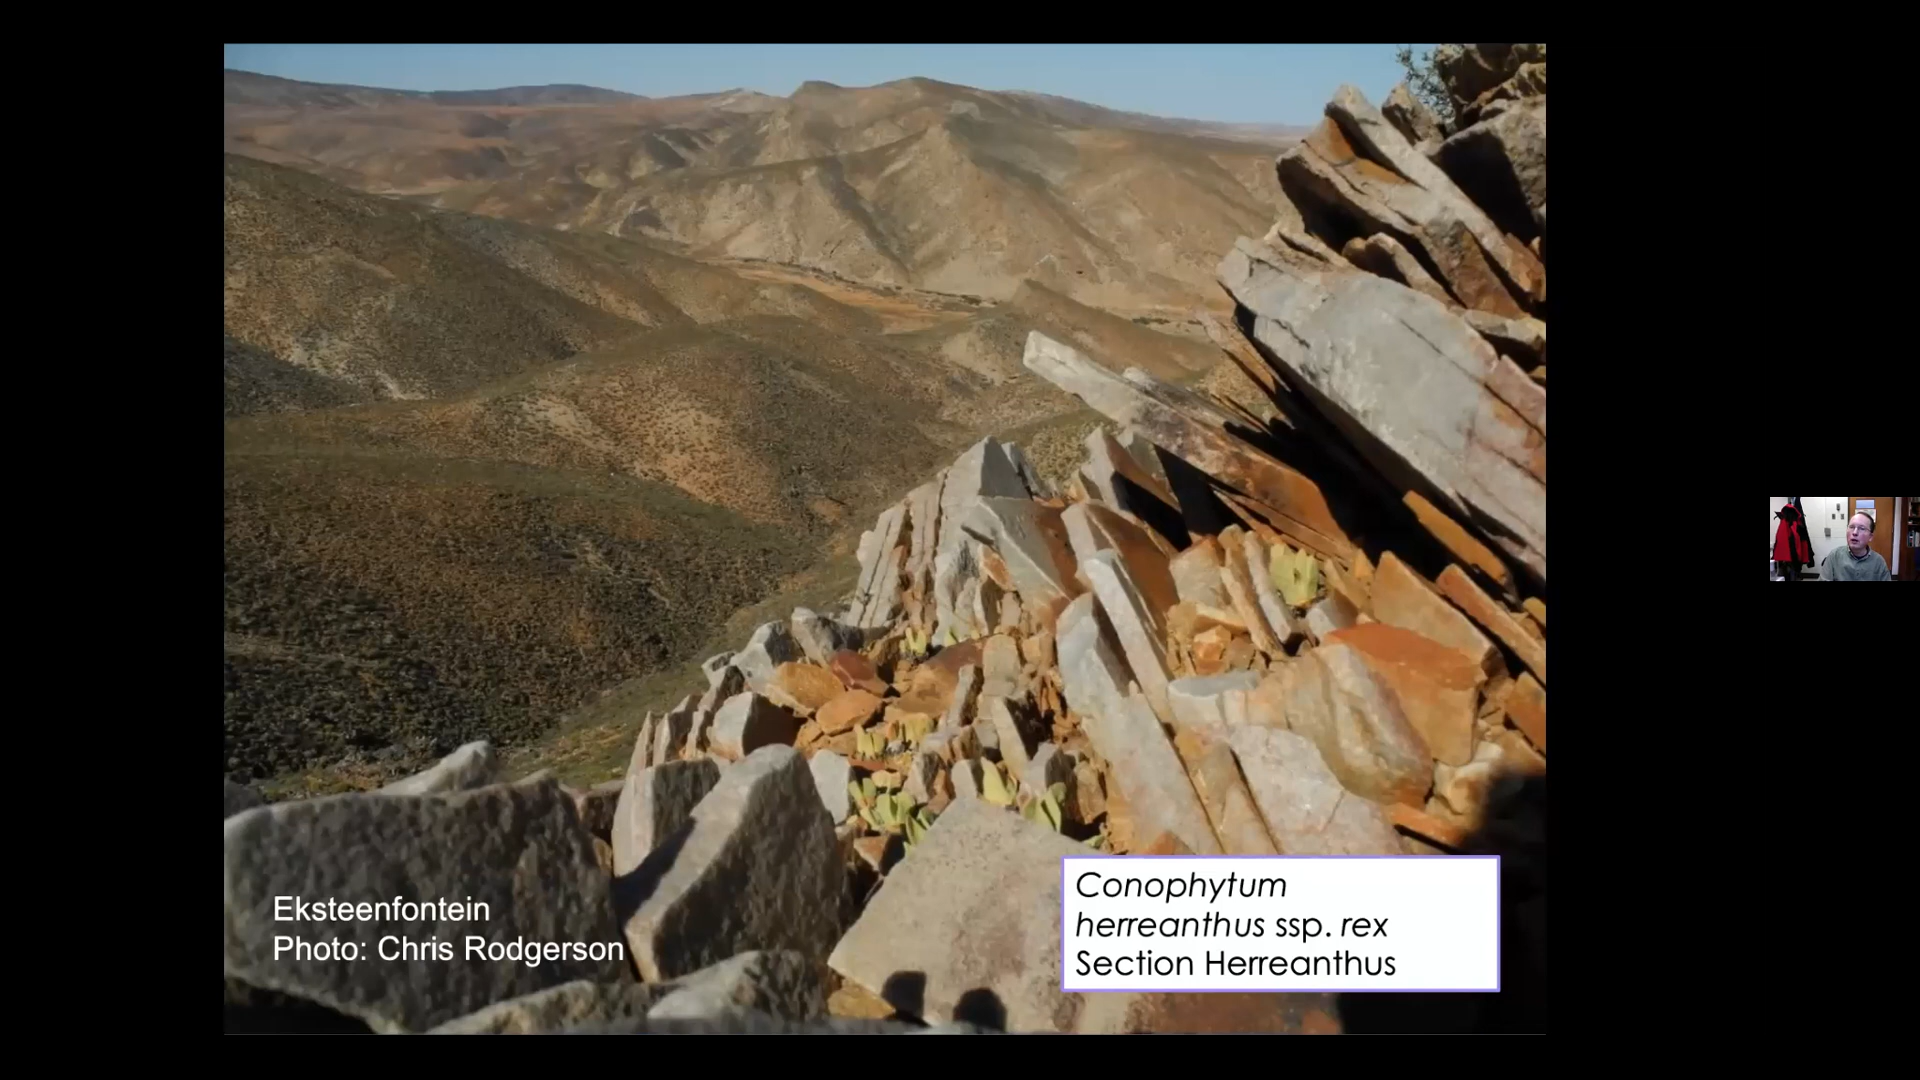 Eksteenfontein
Photo: Chris Rodgerson
Conophytum
herreanthus ssp. rex
Section Herreanthus